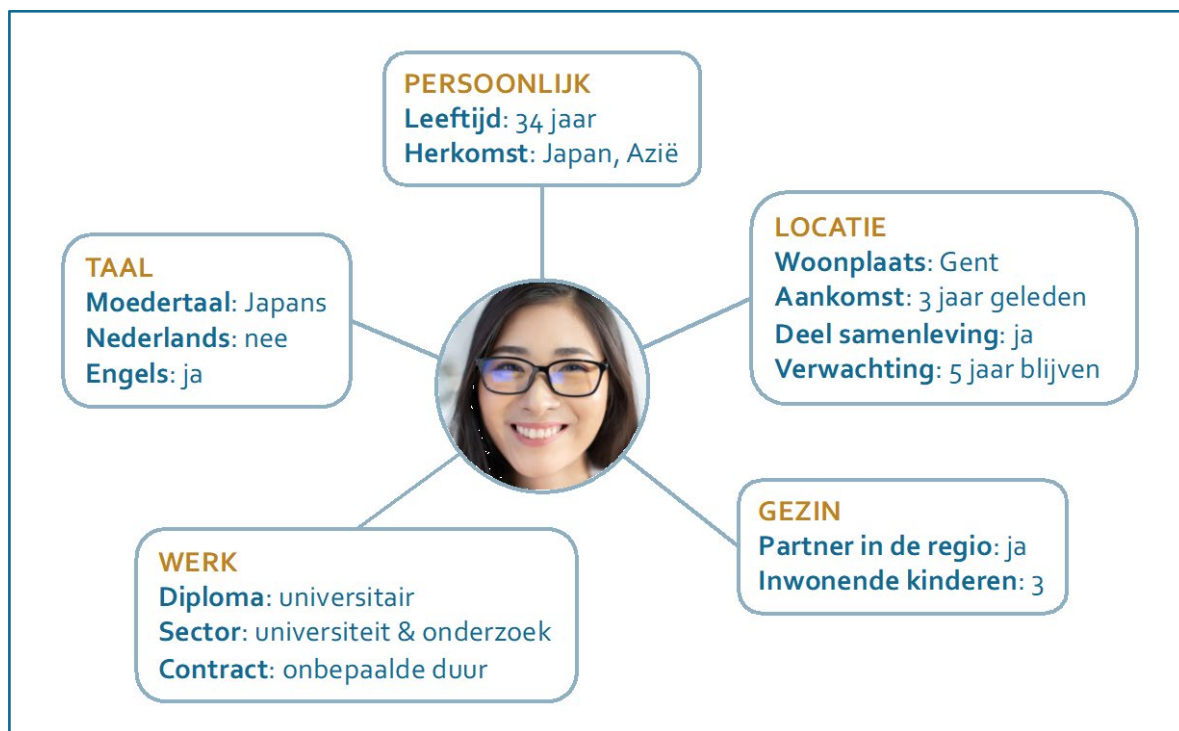 PERSOONLIJK
Leeftijd: 34 jaar
Herkomst: Japan, Azië
LOCATIE
Woonplaats: Gent
Aankomst: 3 jaar geleden
Deel samenleving: ja
Verwachting: 5 jaar blijven
TAAL
Moedertaal: Japans
Nederlands: nee
Engels: ja
GEZIN
Partner in de regio: ja
Inwonende kinderen: 3
WERK
Diploma: universitair
Sector: universiteit & onderzoek
Contract: onbepaalde duur